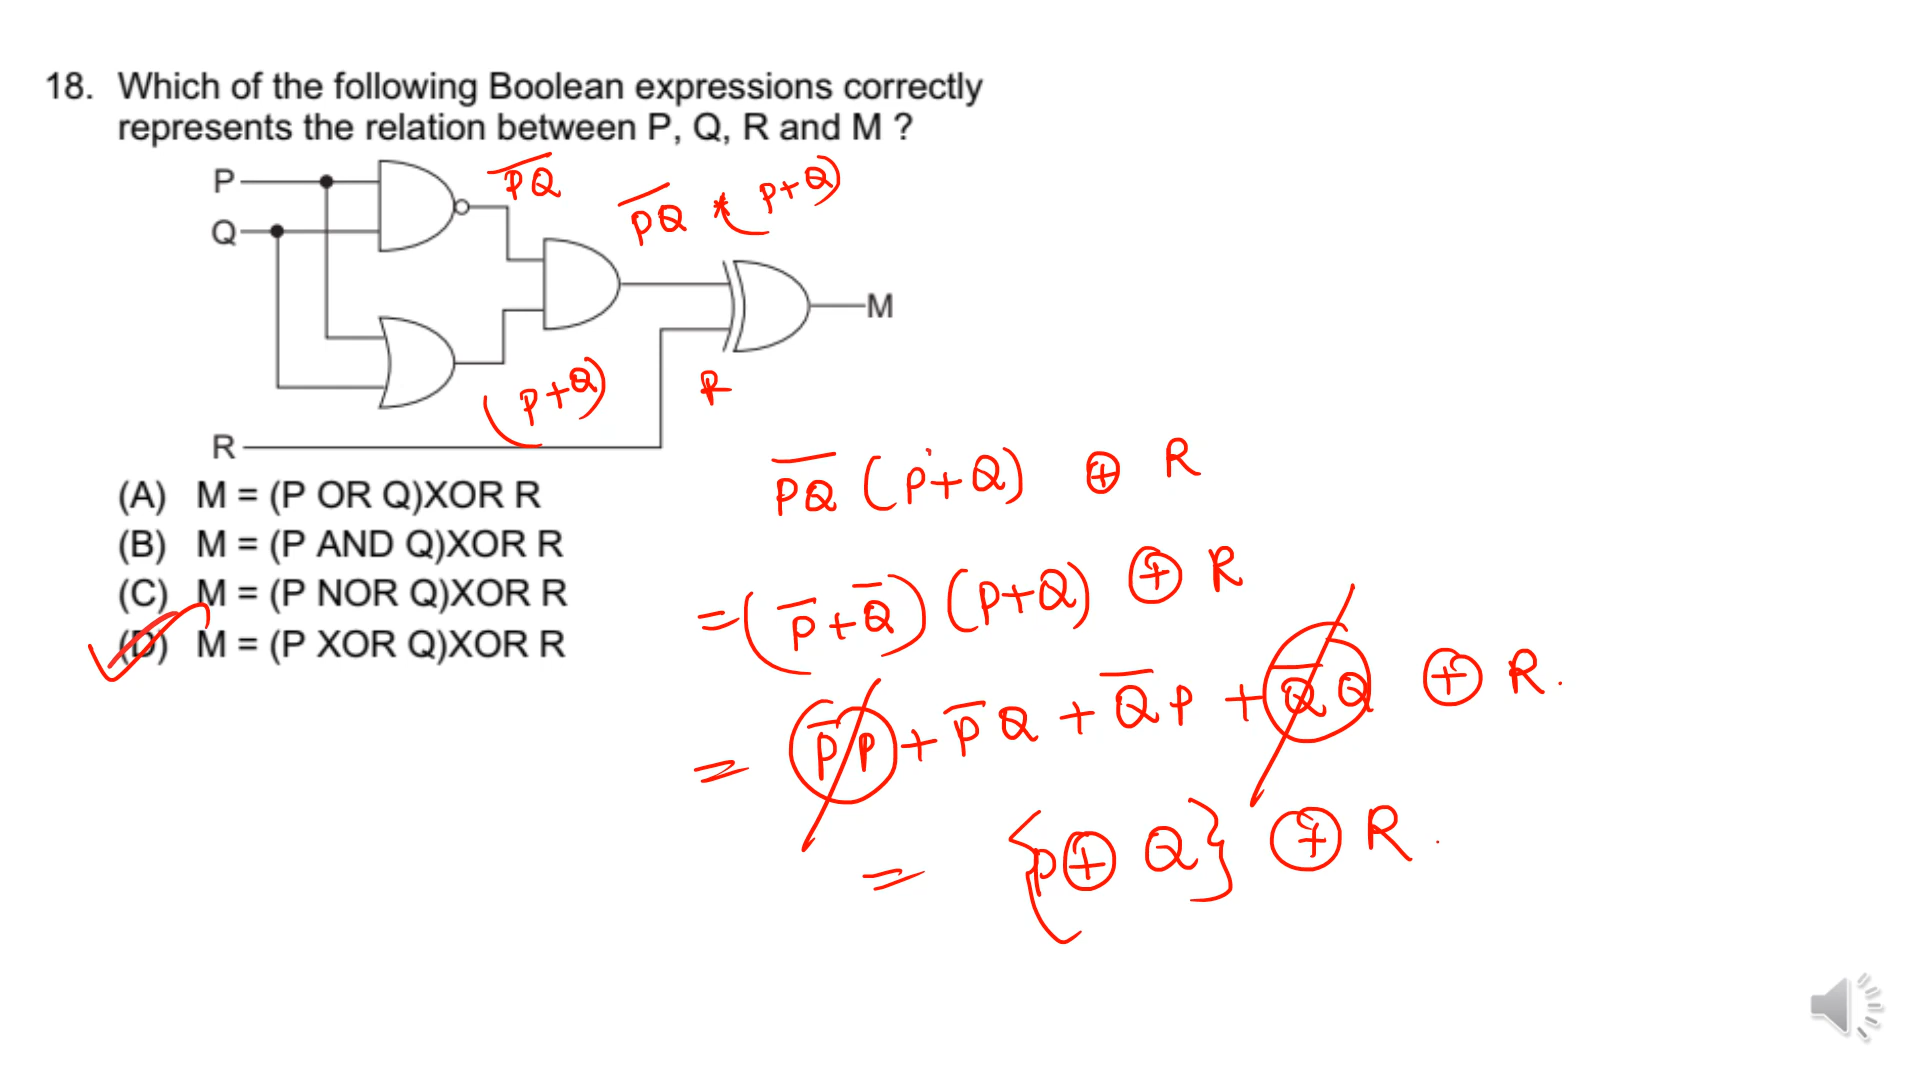 18. Which of the following Boolean expressions correctly
represents the relation between P, Q, R and M ?
P
Q
R
M
P̅Q̅
P̅Q̅ * (P+Q)
(P+Q)
R
(A) M = (P OR Q)XOR R
(B) M = (P AND Q)XOR R
(C) M = (P NOR Q)XOR R
(D) M = (P XOR Q)XOR R
P̅Q̅ (P+Q) ⊕ R
= (P̅+Q̅) (P+Q) ⊕ R
= P̅P + P̅Q + Q̅P + Q̅Q ⊕ R.
= {P⊕Q} ⊕ R.